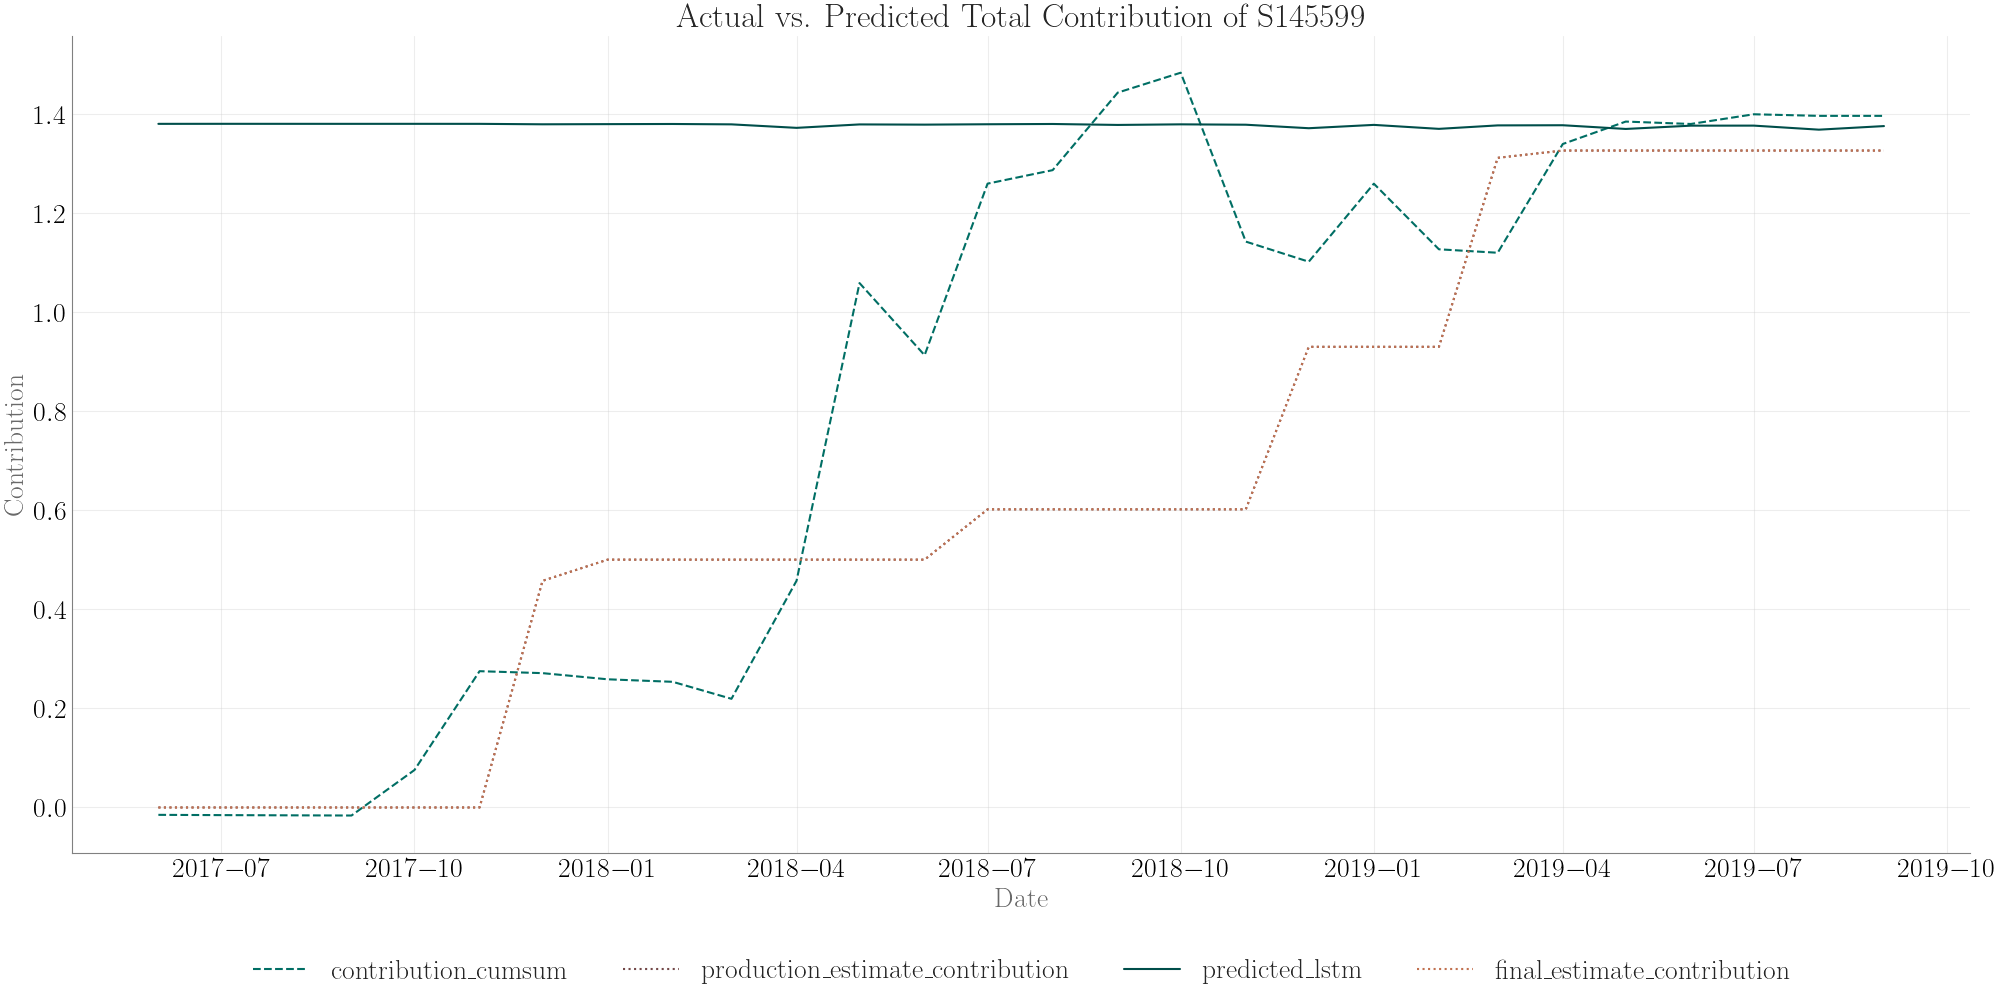 Actual vs. Predicted Total Contribution of S145599
1.4
1.2
1.0
0.8
0.6
0.4
0.2
0.0
Contribution
2017−07 2017−10 2018−01 2018−04 2018−07 2018−10 2019−01 2019−04 2019−07 2019−10
Date
contribution_cumsum production_estimate_contribution predicted_lstm final_estimate_contribution